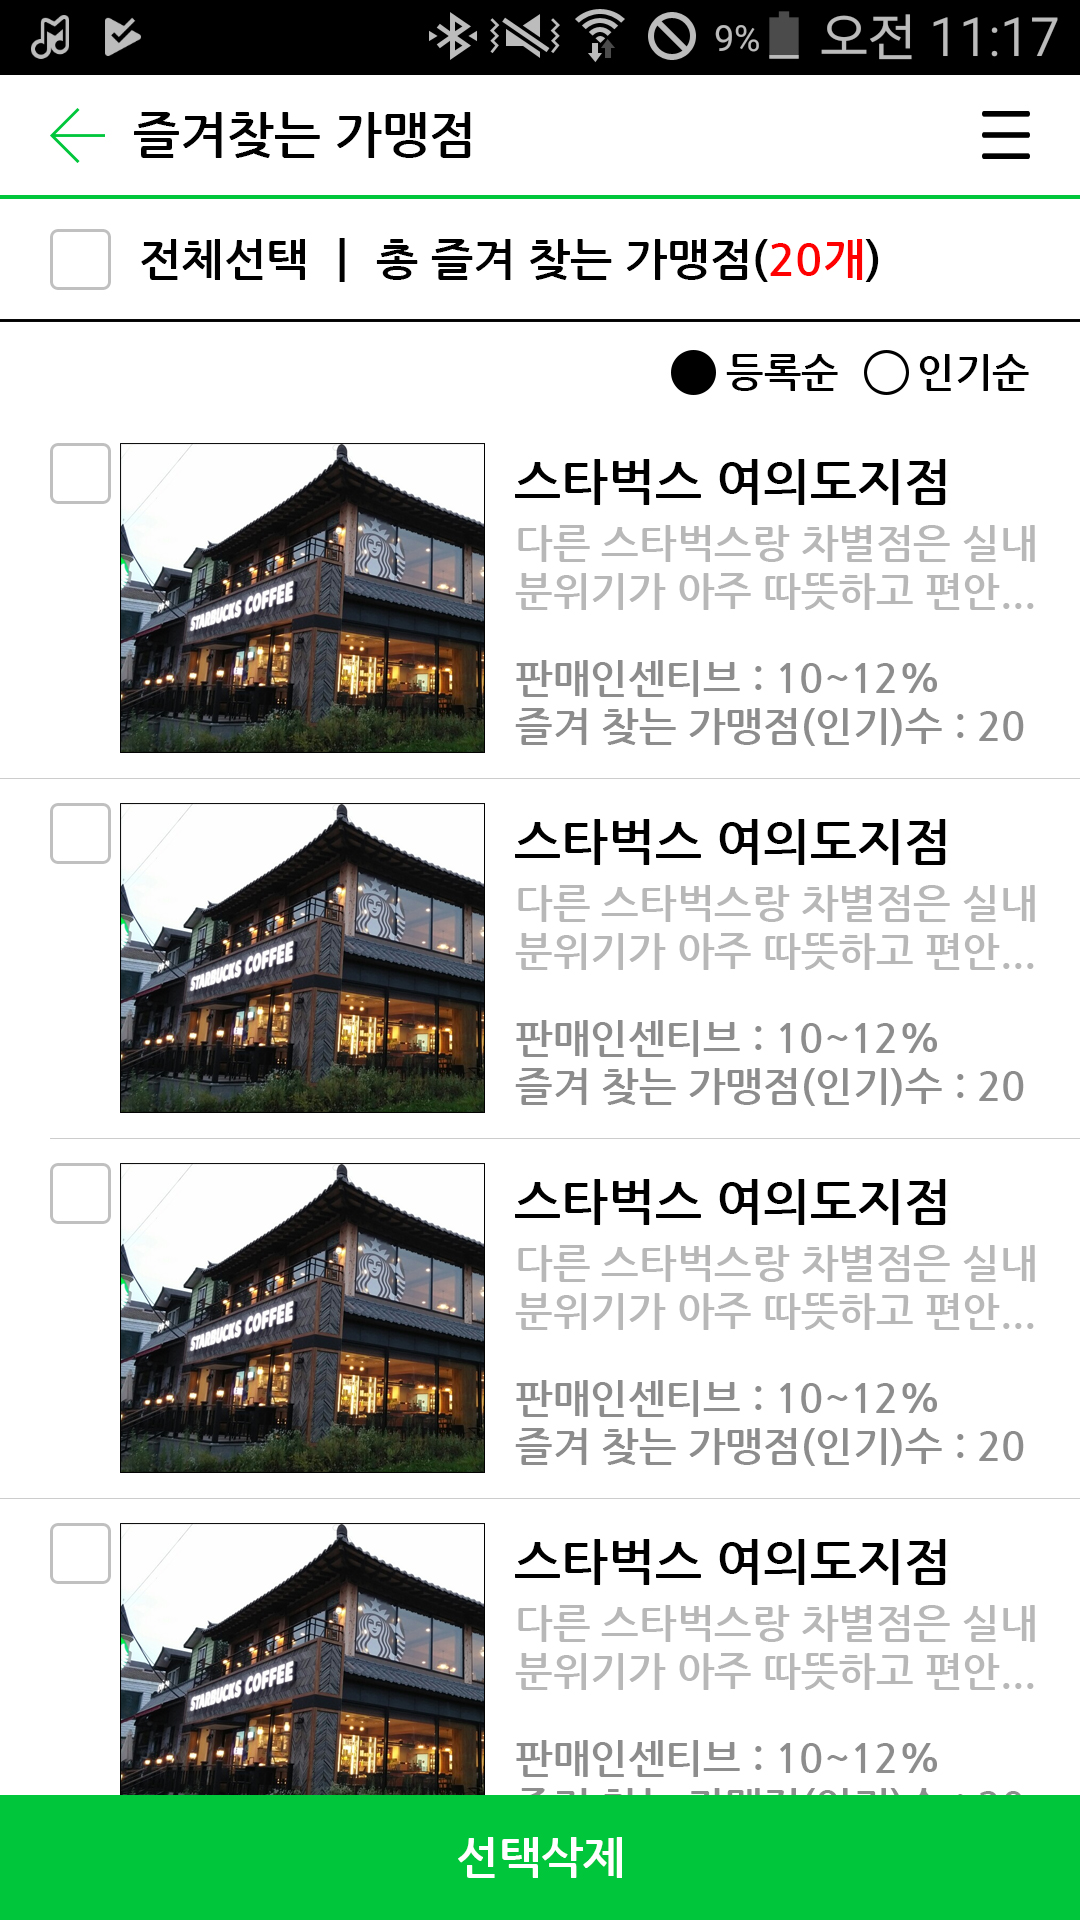 9% 오전 11:17
즐겨찾는 가맹점
전체선택 | 총 즐겨 찾는 가맹점(20개)
등록순 인기순
스타벅스 여의도지점
다른 스타벅스랑 차별점은 실내
분위기가 아주 따뜻하고 편안...
판매인센티브 : 10~12%
즐겨 찾는 가맹점(인기)수 : 20
STARBUCKS COFFEE
스타벅스 여의도지점
다른 스타벅스랑 차별점은 실내
분위기가 아주 따뜻하고 편안...
판매인센티브 : 10~12%
즐겨 찾는 가맹점(인기)수 : 20
STARBUCKS COFFEE
스타벅스 여의도지점
다른 스타벅스랑 차별점은 실내
분위기가 아주 따뜻하고 편안...
판매인센티브 : 10~12%
즐겨 찾는 가맹점(인기)수 : 20
STARBUCKS COFFEE
스타벅스 여의도지점
다른 스타벅스랑 차별점은 실내
분위기가 아주 따뜻하고 편안...
판매인센티브 : 10~12%
STARBUCKS COFFEE
선택삭제